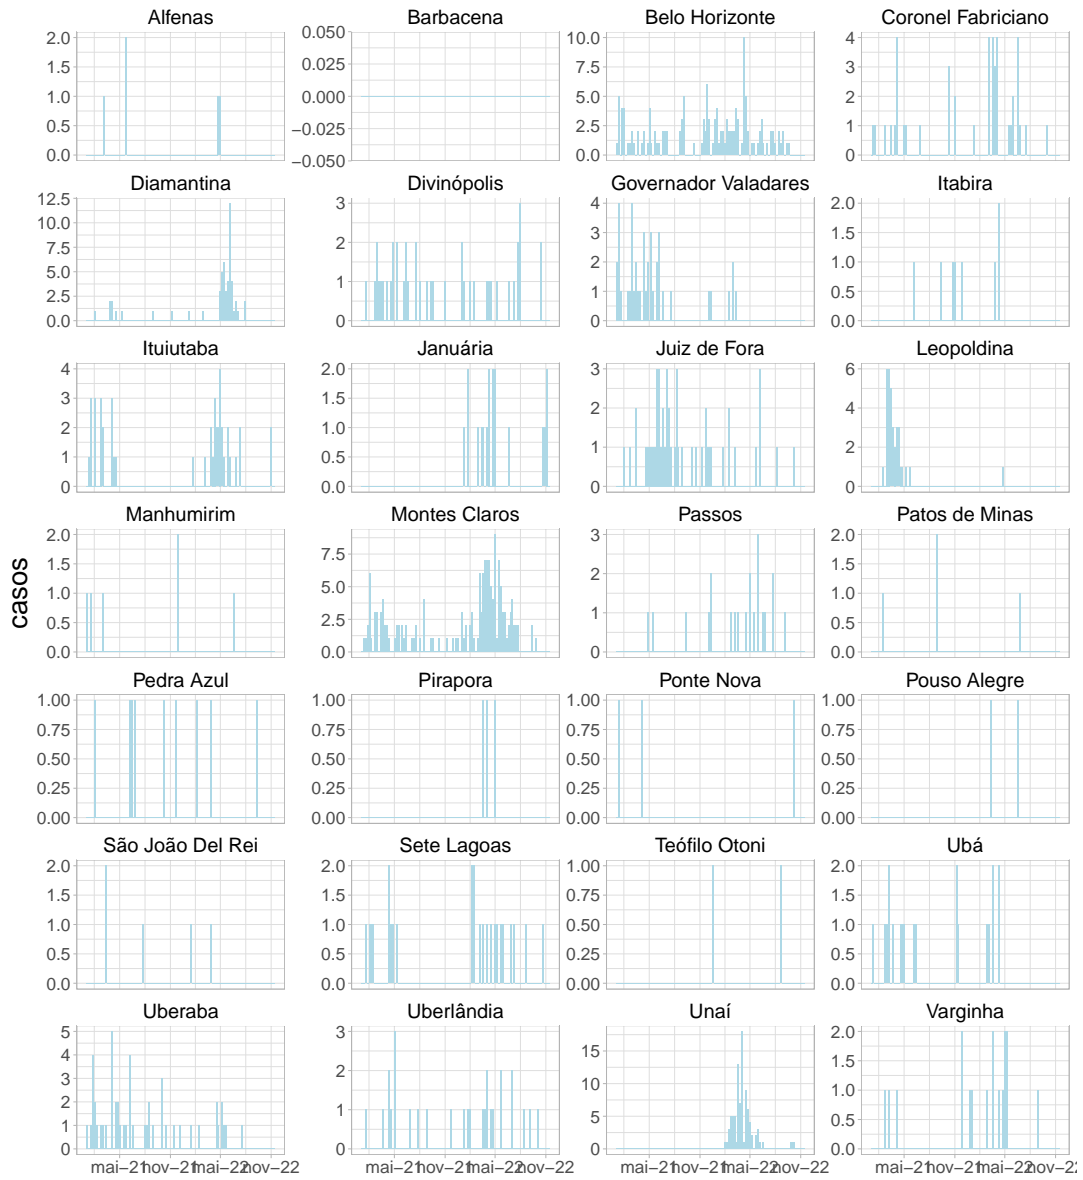 Alfenas Barbacena Belo Horizonte Coronel Fabriciano
2.0 1.5 1.0 0.5 0.0
0.050 0.025 0.000 −0.025 −0.050
10.0 7.5 5.0 2.5 0.0
4 3 2 1 0
Diamantina Divinópolis Governador Valadares Itabira
12.5 10.0 7.5 5.0 2.5 0.0
3 2 1 0
4 3 2 1 0
2.0 1.5 1.0 0.5 0.0
Ituiutaba Januária Juiz de Fora Leopoldina
4 3 2 1 0
2.0 1.5 1.0 0.5 0.0
3 2 1 0
6 4 2 0
casos
Manhumirim Montes Claros Passos Patos de Minas
2.0 1.5 1.0 0.5 0.0
7.5 5.0 2.5 0.0
3 2 1 0
2.0 1.5 1.0 0.5 0.0
Pedra Azul Pirapora Ponte Nova Pouso Alegre
1.00 0.75 0.50 0.25 0.00
1.00 0.75 0.50 0.25 0.00
1.00 0.75 0.50 0.25 0.00
1.00 0.75 0.50 0.25 0.00
São João Del Rei Sete Lagoas Teófilo Otoni Ubá
2.0 1.5 1.0 0.5 0.0
2.0 1.5 1.0 0.5 0.0
1.00 0.75 0.50 0.25 0.00
2.0 1.5 1.0 0.5 0.0
Uberaba Uberlândia Unaí Varginha
5 4 3 2 1 0
3 2 1 0
15 10 5 0
2.0 1.5 1.0 0.5 0.0
mai−21 nov−21 mai−22 nov−22 mai−21 nov−21 mai−22 nov−22 mai−21 nov−21 mai−22 nov−22 mai−21 nov−21 mai−22 nov−22